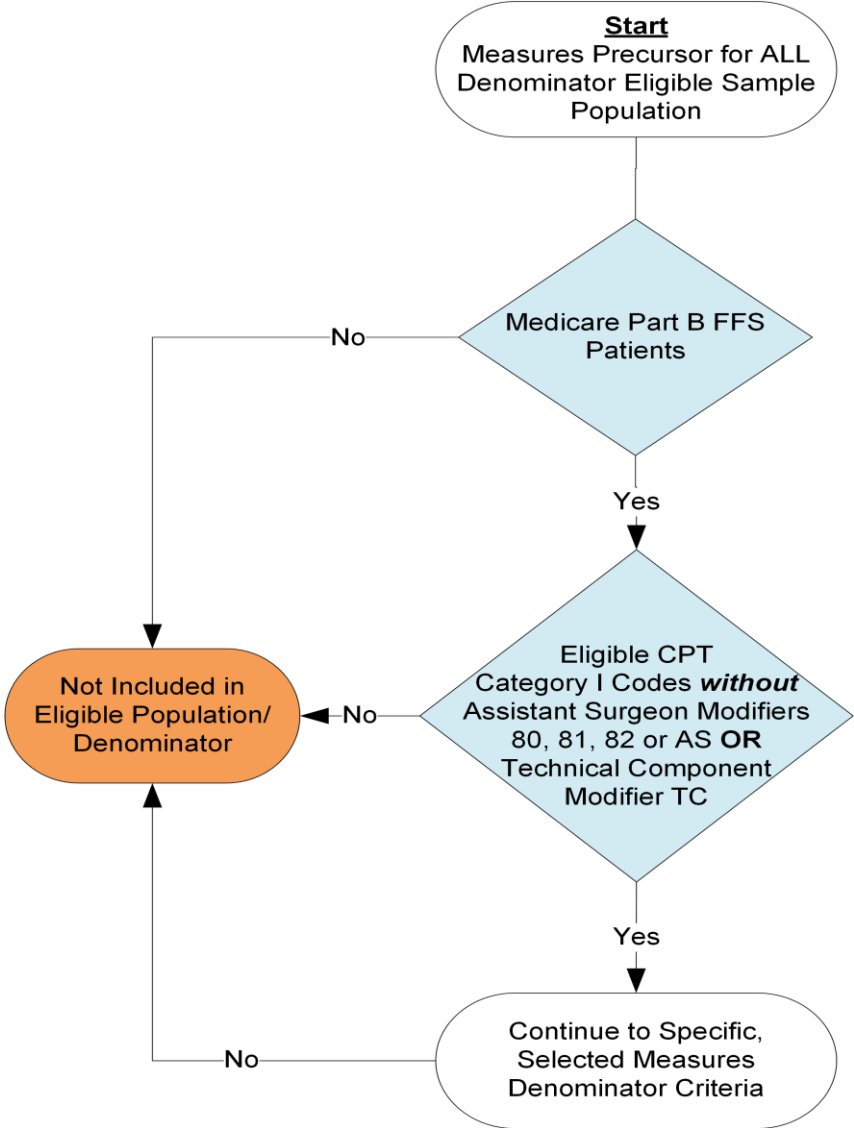 Start
Measures Precursor for ALL
Denominator Eligible Sample
Population
No
Medicare Part B FFS
Patients
Yes
Not Included in
Eligible Population/
Denominator
No
Eligible CPT
Category I Codes without
Assistant Surgeon Modifiers
80, 81, 82 or AS OR
Technical Component
Modifier TC
Yes
No
Continue to Specific,
Selected Measures
Denominator Criteria